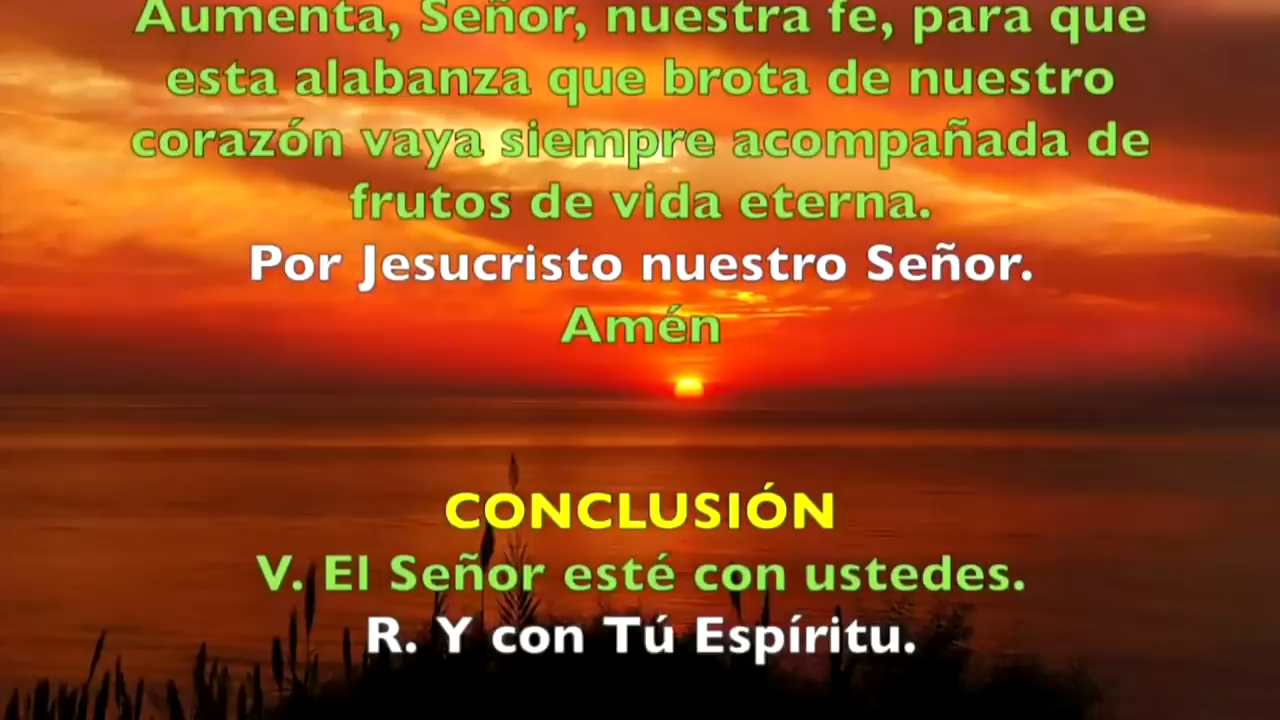 Aumenta, Señor, nuestra fe, para que
esta alabanza que brota de nuestro
corazón vaya siempre acompañada de
frutos de vida eterna.
Por Jesucristo nuestro Señor.
Amén
CONCLUSIÓN
V. El Señor esté con ustedes.
R. Y con Tú Espíritu.